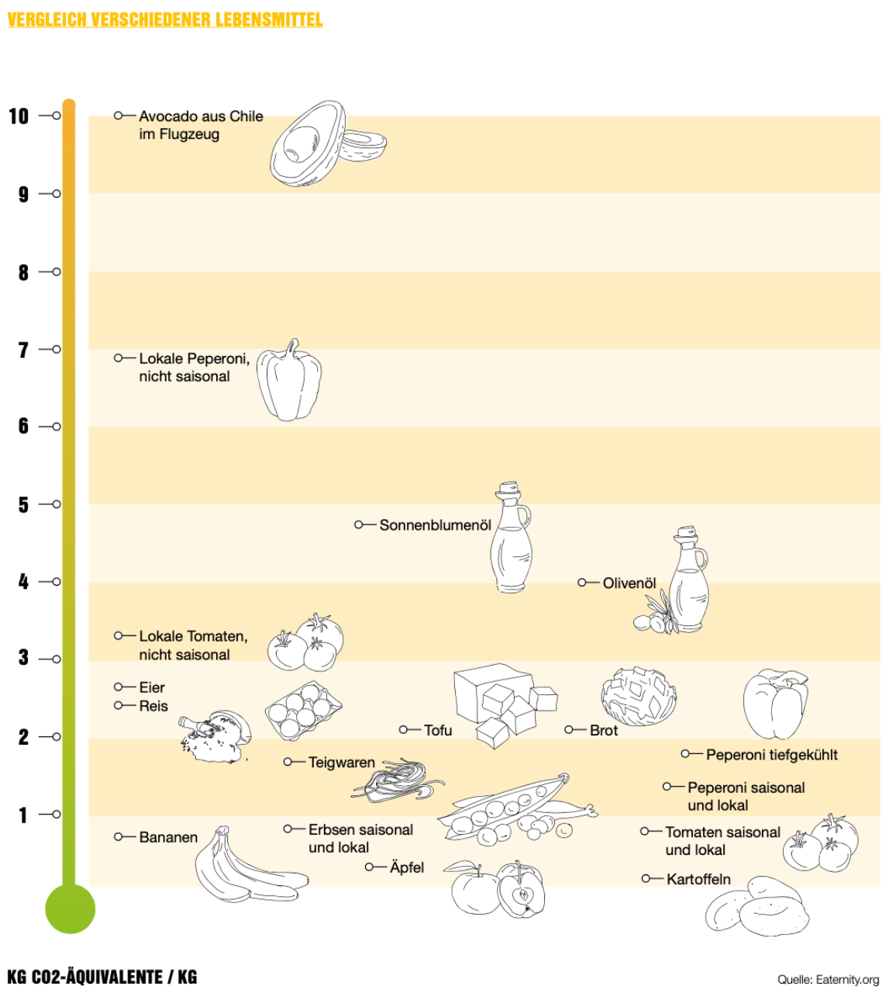 VERGLEICH VERSCHIEDENER LEBENSMITTEL
10
Avocado aus Chile
im Flugzeug
9
8
7
Lokale Peperoni,
nicht saisonal
6
5
Sonnenblumenöl
4
Olivenöl
Lokale Tomaten,
nicht saisonal
3
Eier
Reis
Tofu
Brot
2
Peperoni tiefgekühlt
Teigwaren
Peperoni saisonal
und lokal
1
Erbsen saisonal
und lokal
Tomaten saisonal
und lokal
Bananen
Äpfel
Kartoffeln
KG CO2-ÄQUIVALENTE / KG
Quelle: Eaternity.org